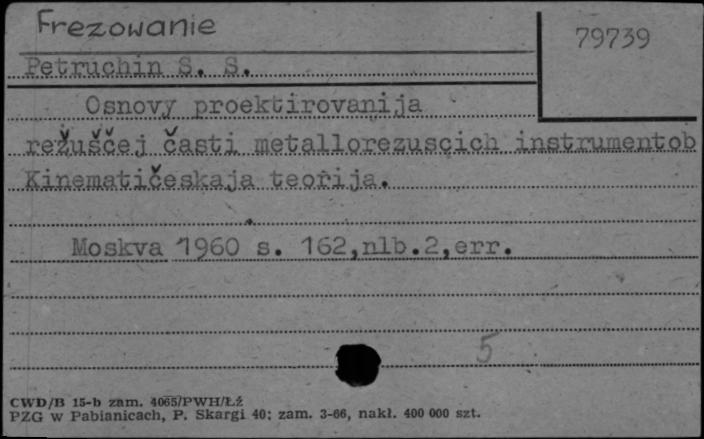 Frezowanie
79739
Petruchin S. S.
Osnovy proektirovanija
režuščej časti metallorezuscich instrumentob
Kinematičeskaja teorija.
Moskva 1960 s. 162,nlb.2,err.
5
CWD/B 15-b zam. 4065/PWH/Łź
PZG w Pabianicach, P. Skargi 40; zam. 3-66, nakł. 400 000 szt.